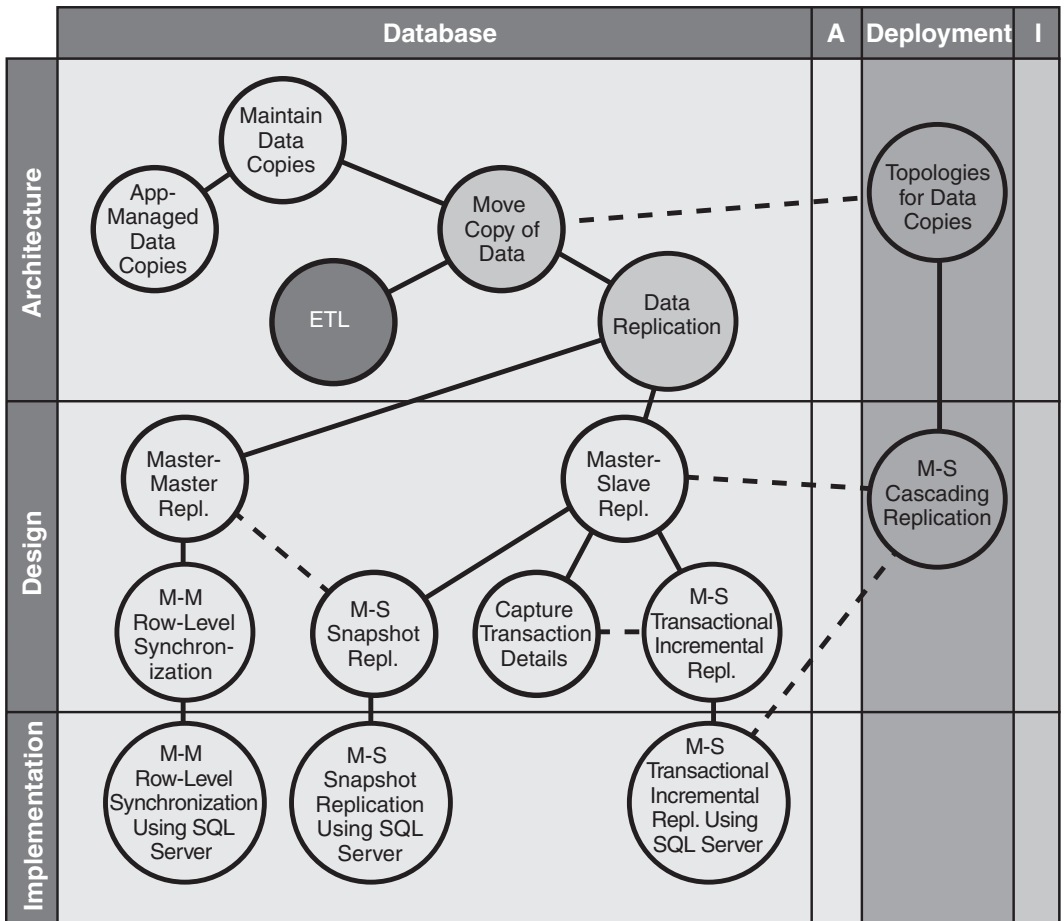 Database
A
Deployment
I
Architecture
Maintain
Data
Copies
App-
Managed
Data
Copies
Move
Copy of
Data
Topologies
for Data
Copies
ETL
Data
Replication
Design
Master-
Master
Repl.
Master-
Slave
Repl.
M-S
Cascading
Replication
M-M
Row-Level
Synchron-
ization
M-S
Snapshot
Repl.
Capture
Transaction
Details
M-S
Transactional
Incremental
Repl.
Implementation
M-M
Row-Level
Synchronization
Using SQL
Server
M-S
Snapshot
Replication
Using SQL
Server
M-S
Transactional
Incremental
Repl. Using
SQL Server